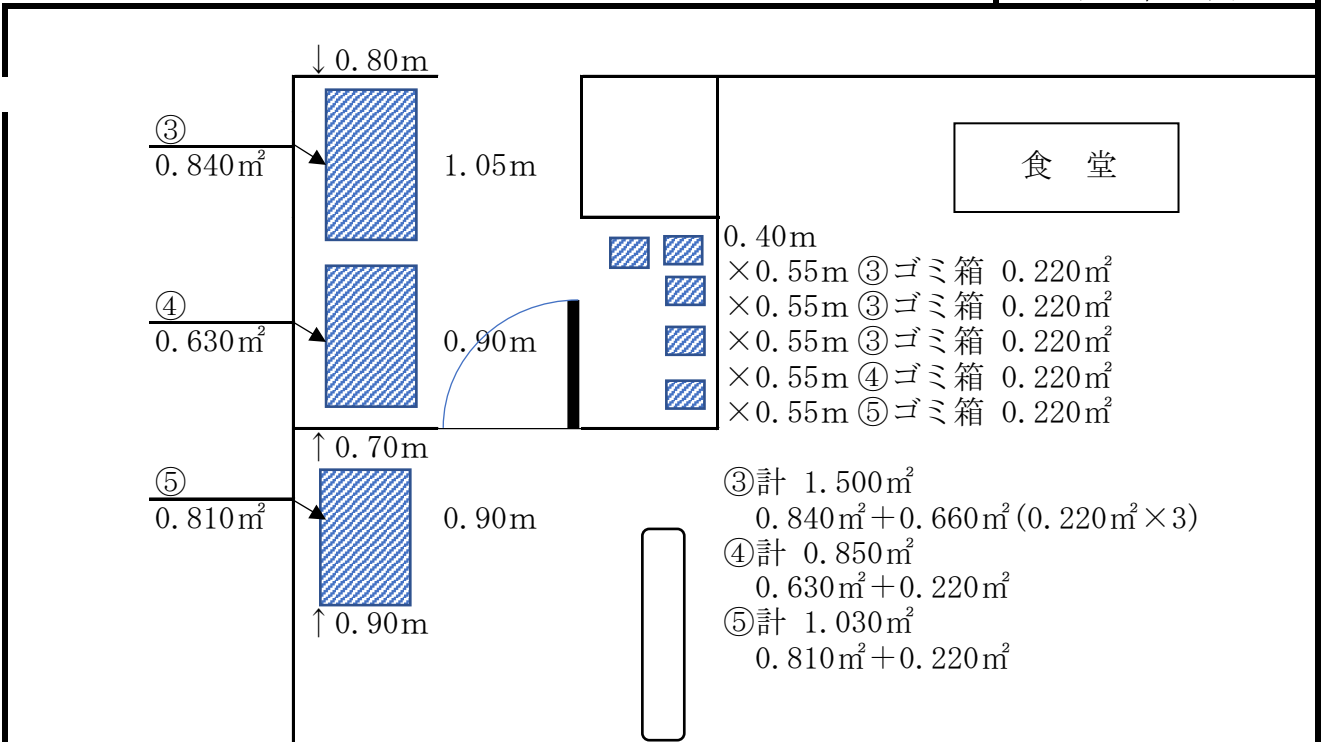 ↓0.80m
③
0.840㎡
1.05m
食 堂
④
0.630㎡
0.90m
0.40m
×0.55m ③ゴミ箱 0.220㎡
×0.55m ③ゴミ箱 0.220㎡
×0.55m ③ゴミ箱 0.220㎡
×0.55m ④ゴミ箱 0.220㎡
×0.55m ⑤ゴミ箱 0.220㎡
↑0.70m
⑤
0.810㎡
0.90m
↑0.90m
③計 1.500㎡
0.840㎡+0.660㎡(0.220㎡×3)
④計 0.850㎡
0.630㎡+0.220㎡
⑤計 1.030㎡
0.810㎡+0.220㎡